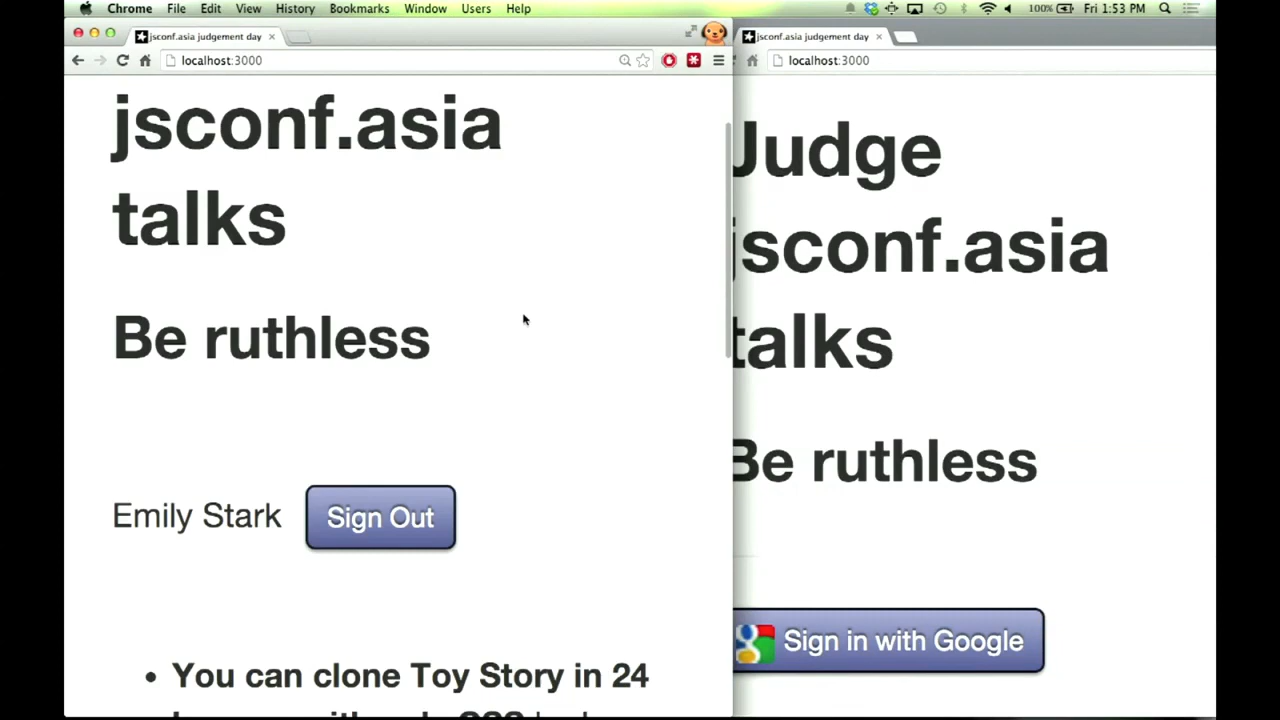 Chrome File Edit View History Bookmarks Window Users Help 100% Fri 1:53 PM
jsconf.asia judgement day
localhost:3000
jsconf.asia
talks
Be ruthless
Emily Stark Sign Out
You can clone Toy Story in 24
jsconf.asia judgement day
localhost:3000
Judge
jsconf.asia
talks
Be ruthless
Sign in with Google